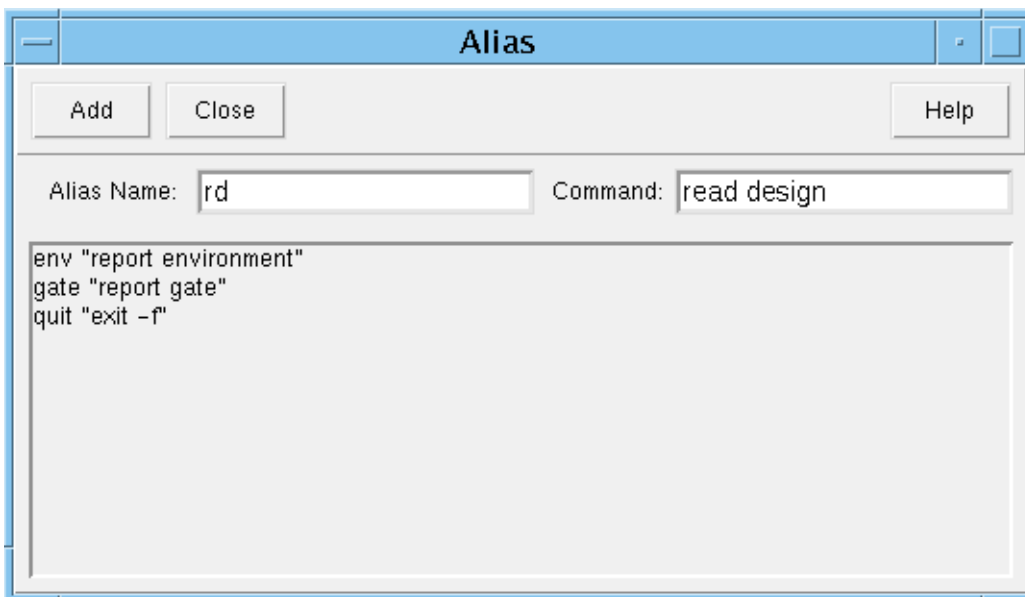 Alias
Add Close Help
Alias Name: rd Command: read design
env "report environment"
gate "report gate"
quit "exit -f"